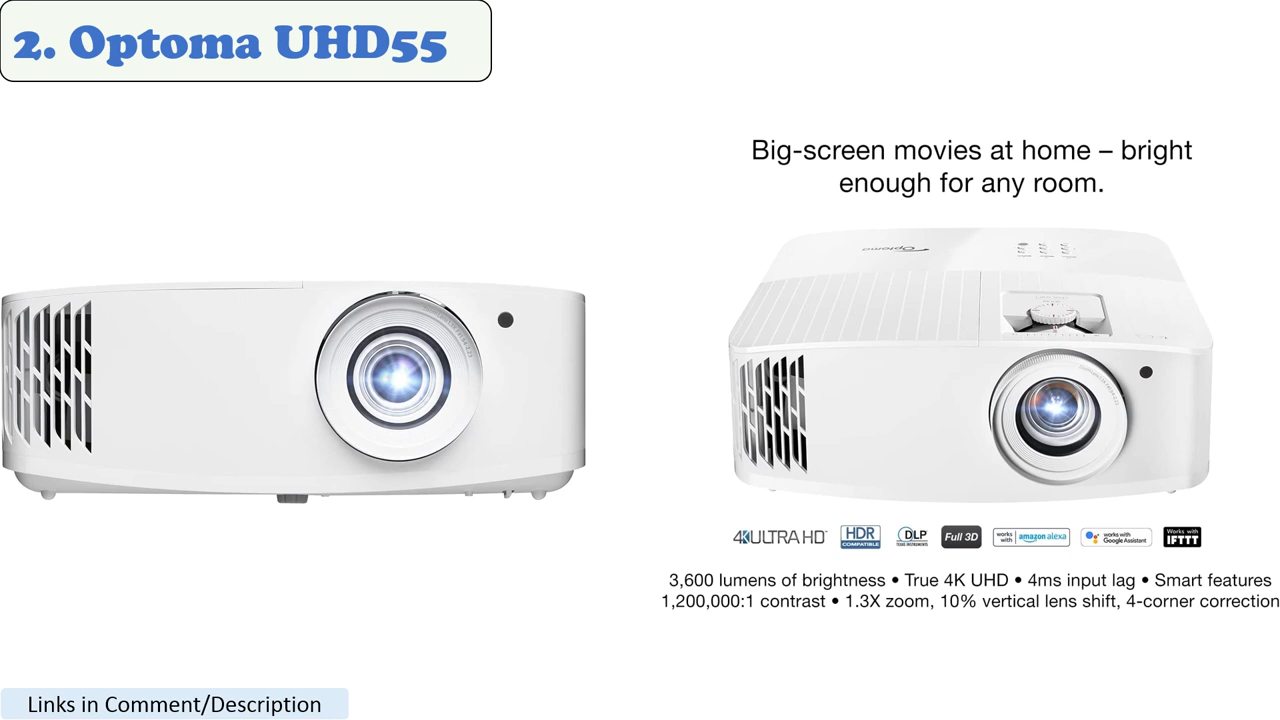 2. Optoma UHD55
Big-screen movies at home – bright
enough for any room.
Optoma
4K ULTRA HD
HDR
COMPATIBLE
DLP
TEXAS INSTRUMENTS
Full 3D
works with amazon alexa
works with
Google Assistant
Works with
IFTTT
3,600 lumens of brightness • True 4K UHD • 4ms input lag • Smart features
1,200,000:1 contrast • 1.3X zoom, 10% vertical lens shift, 4-corner correction
Links in Comment/Description